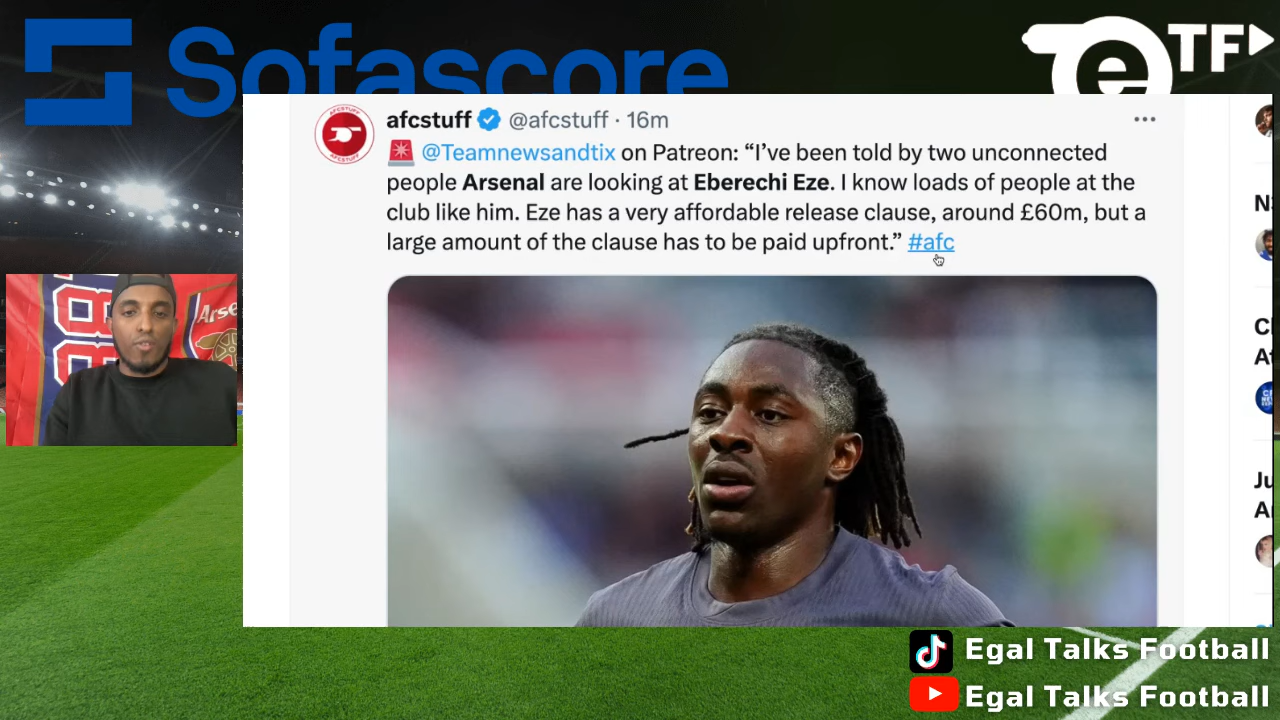 Sofascore
e TF
afcstuff @afcstuff · 16m
@Teamnewsandtix on Patreon: “I’ve been told by two unconnected
people Arsenal are looking at Eberechi Eze. I know loads of people at the
club like him. Eze has a very affordable release clause, around £60m, but a
large amount of the clause has to be paid upfront.” #afc
Arse
Egal Talks Football
Egal Talks Football